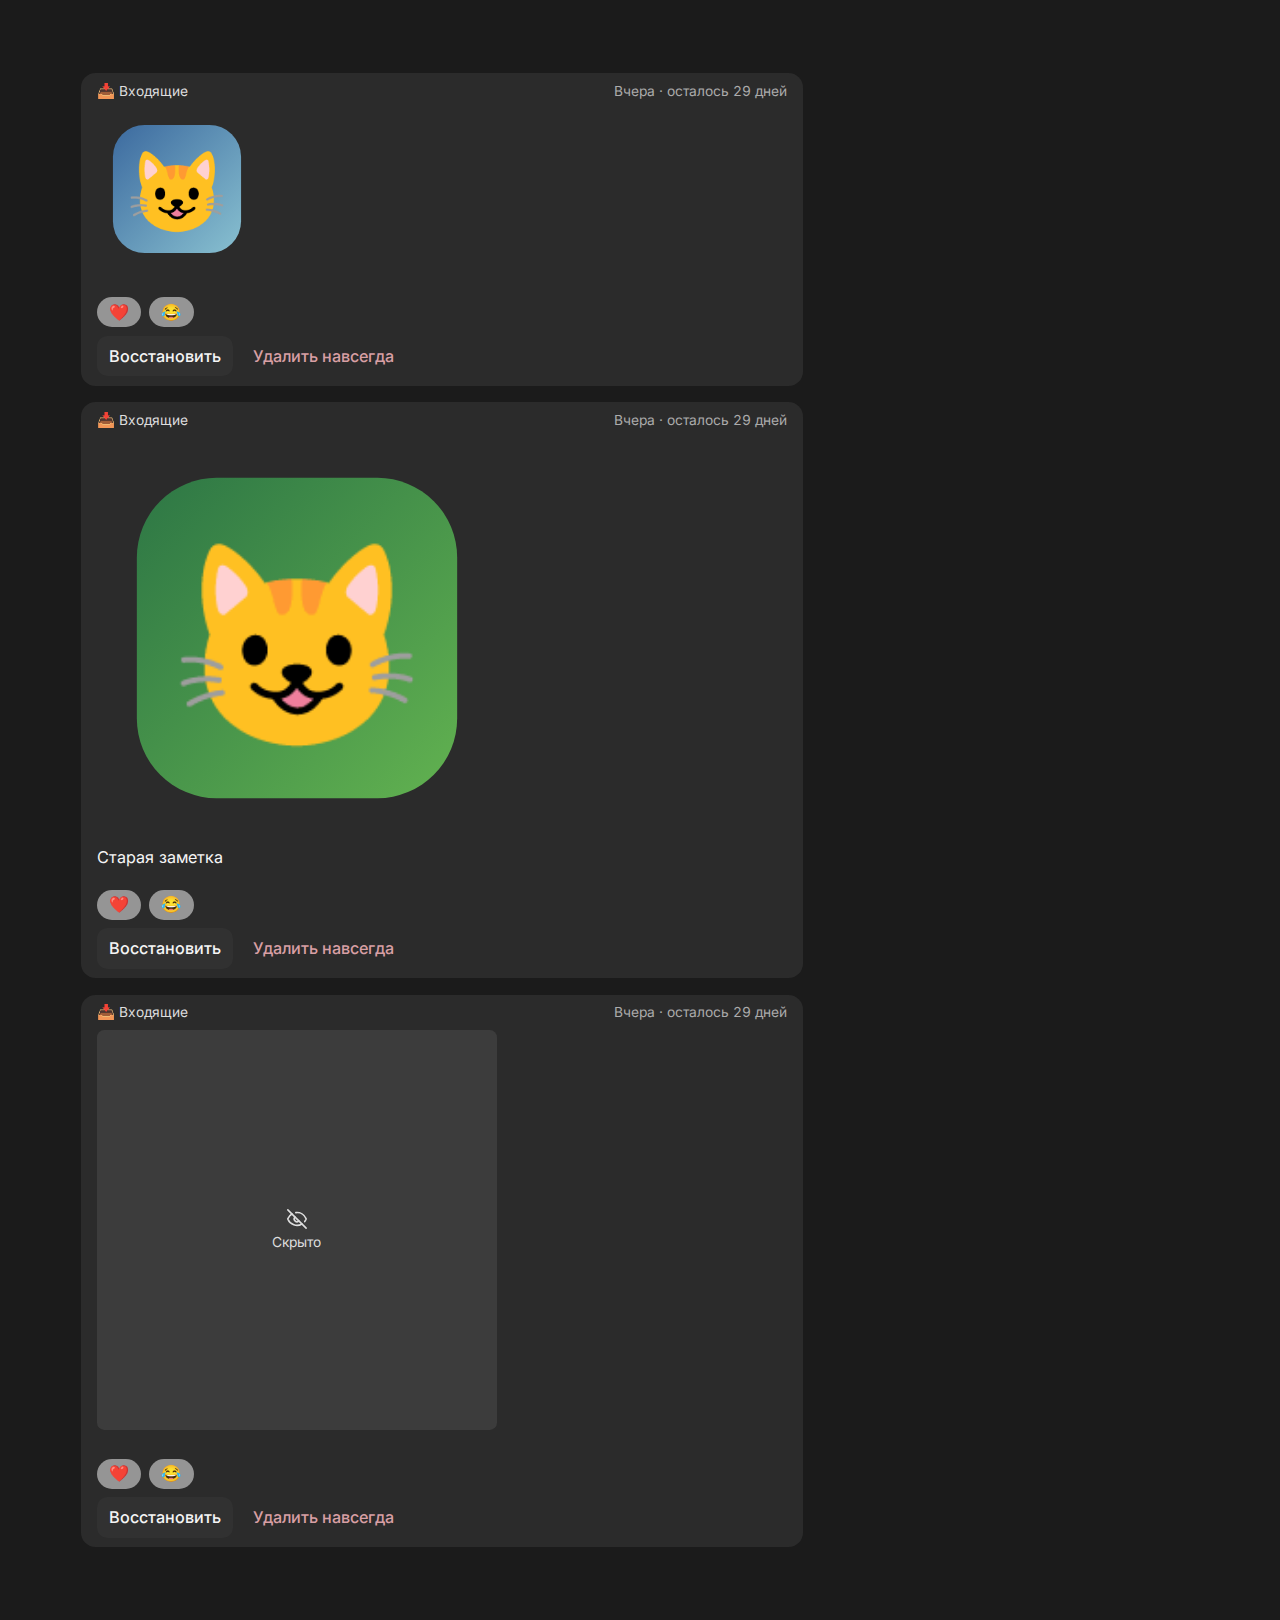 📥 Входящие
Вчера · осталось 29 дней
❤️ 😂
Восстановить Удалить навсегда
📥 Входящие
Вчера · осталось 29 дней
Старая заметка
❤️ 😂
Восстановить Удалить навсегда
📥 Входящие
Вчера · осталось 29 дней
Скрыто
❤️ 😂
Восстановить Удалить навсегда